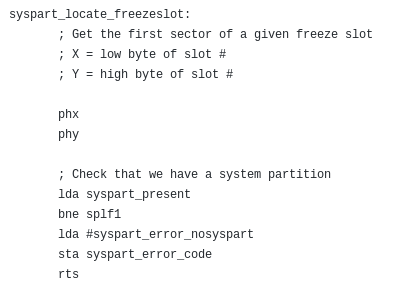 syspart_locate_freezeslot:
; Get the first sector of a given freeze slot
; X = low byte of slot #
; Y = high byte of slot #
phx
phy
; Check that we have a system partition
lda syspart_present
bne splf1
lda #syspart_error_nosyspart
sta syspart_error_code
rts